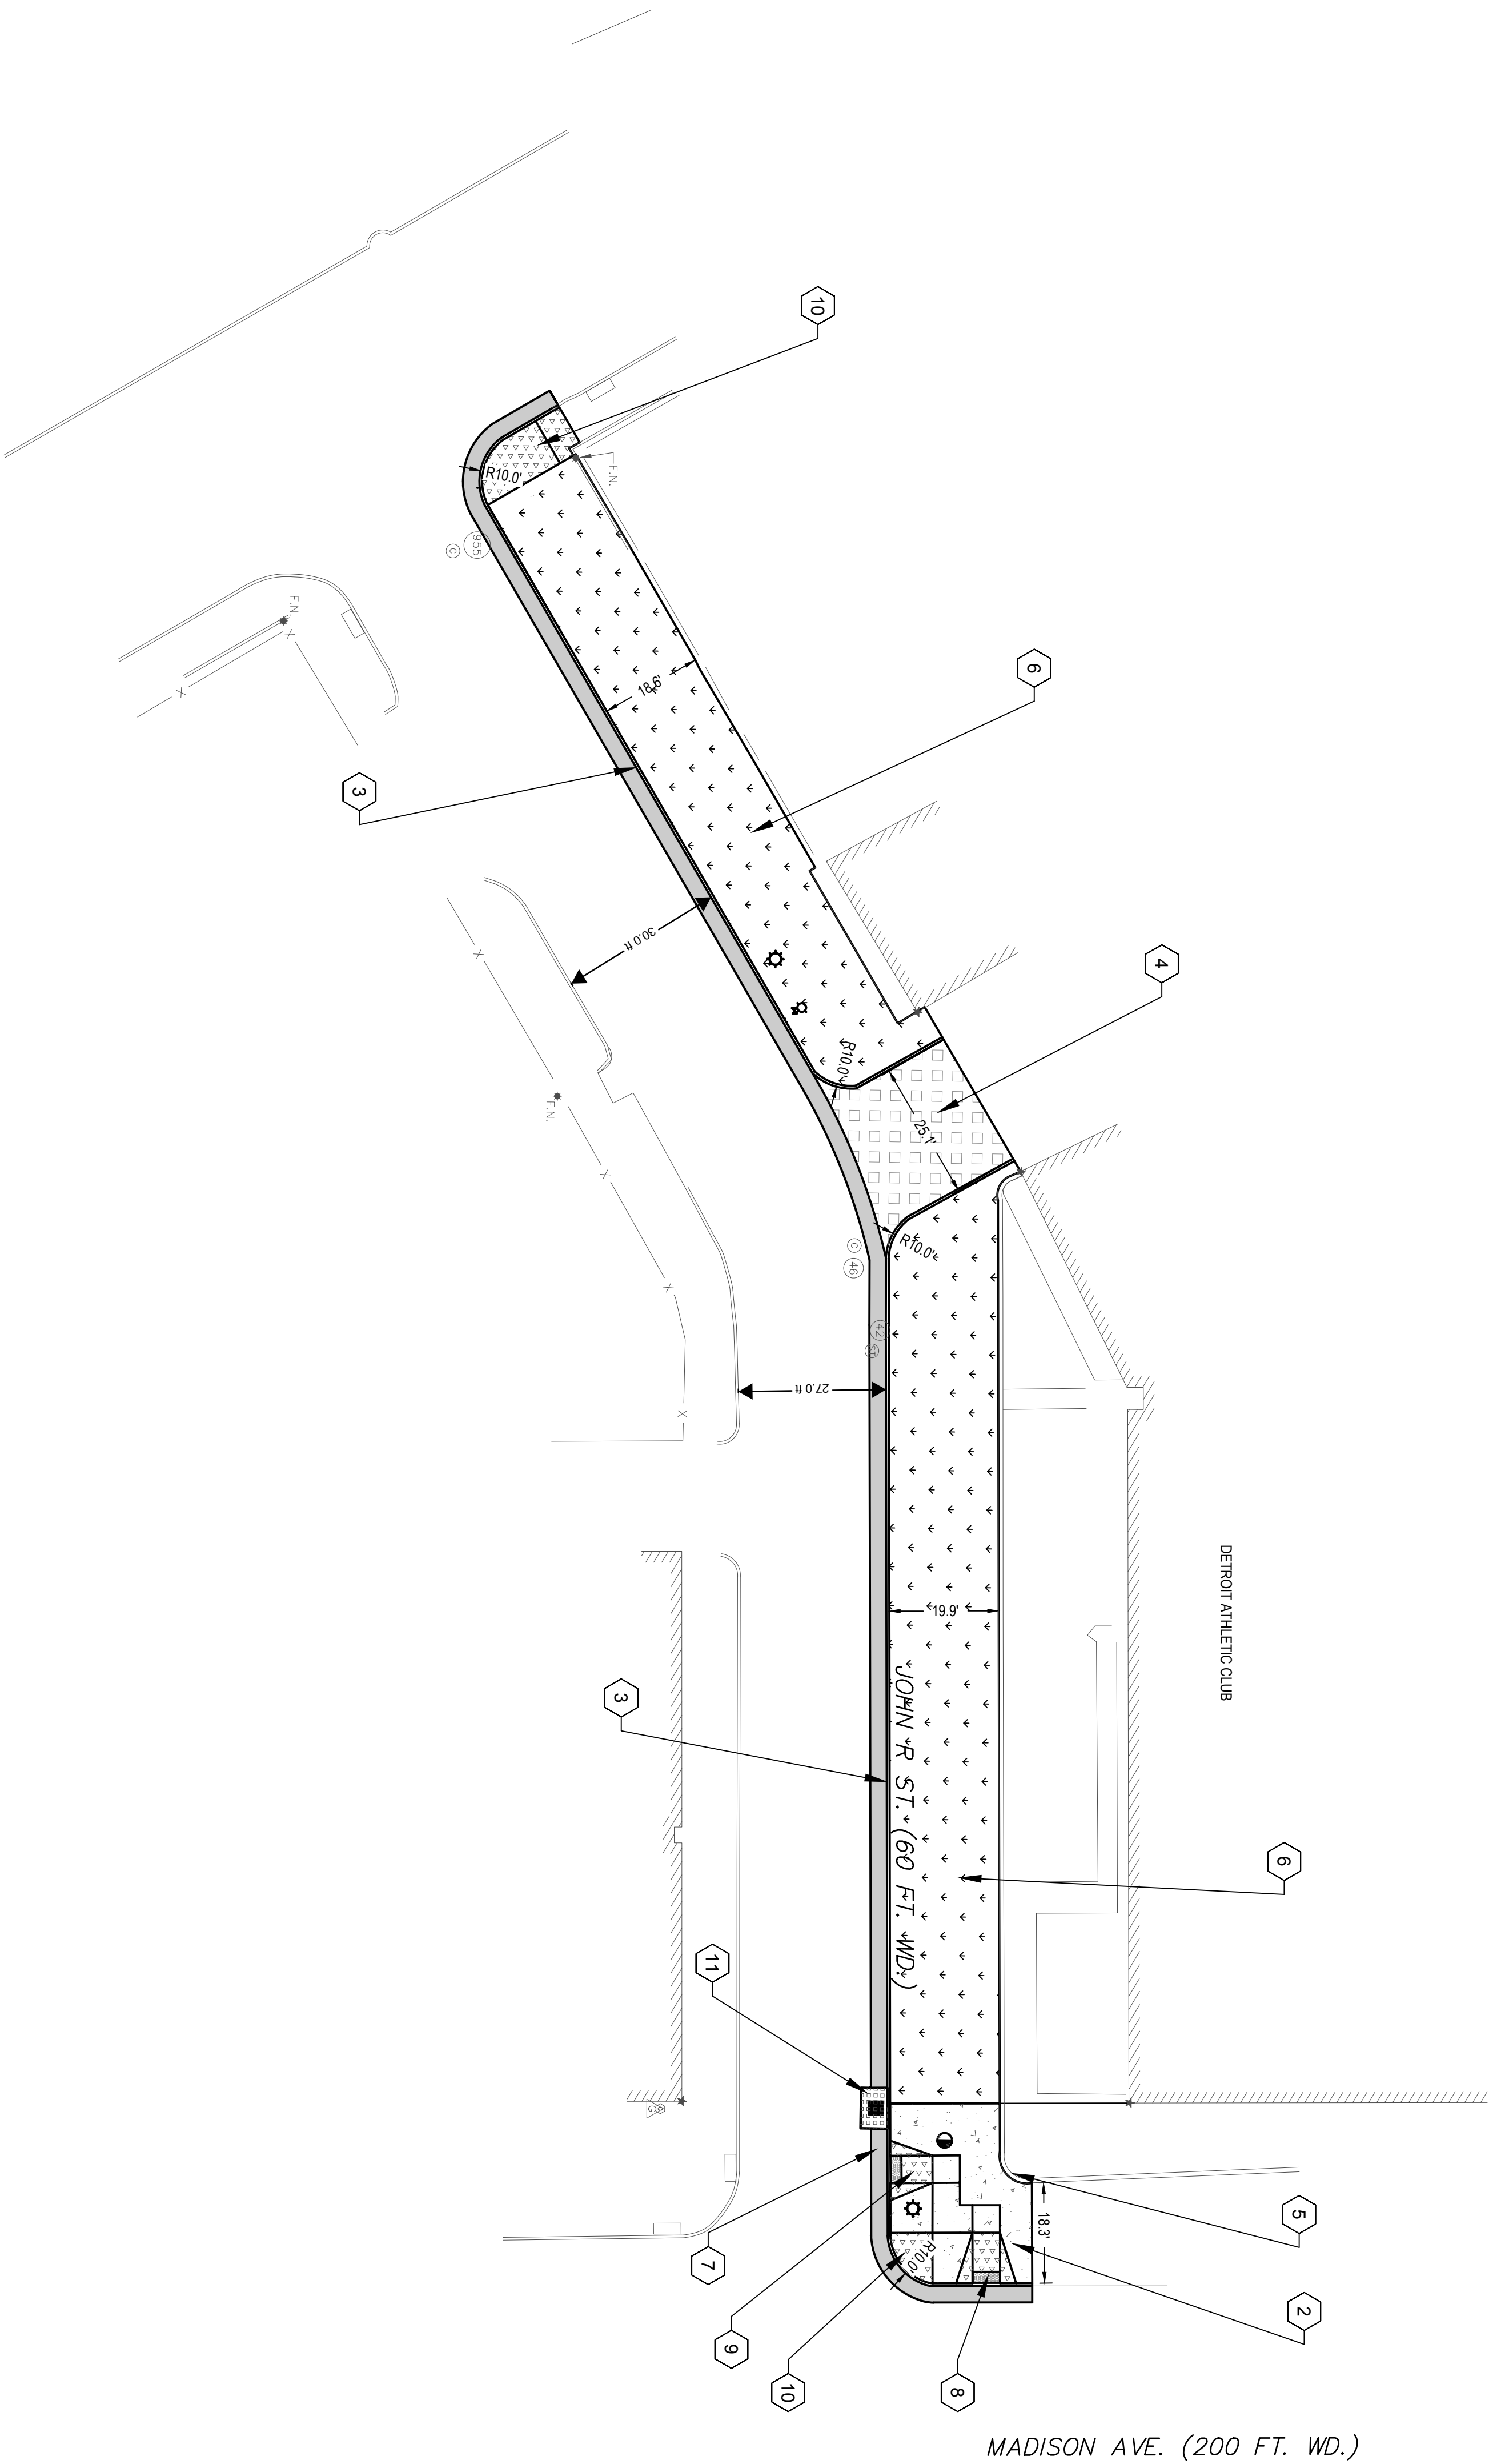 10
R10.0'
F.N.
955
C
F.N.
X
X
18.6'
6
3
30.0 ft
X
4
R10.0'
25.1'
F.N.
X
R10.0'
C
46
X
42
ST
27.0 ft
X
DETROIT ATHLETIC CLUB
19.9'
JOHN R ST. (60 FT. WD.)
3
6
11
G
5
18.3'
7
R10.0'
2
9
10
8
MADISON AVE. (200 FT. WD.)